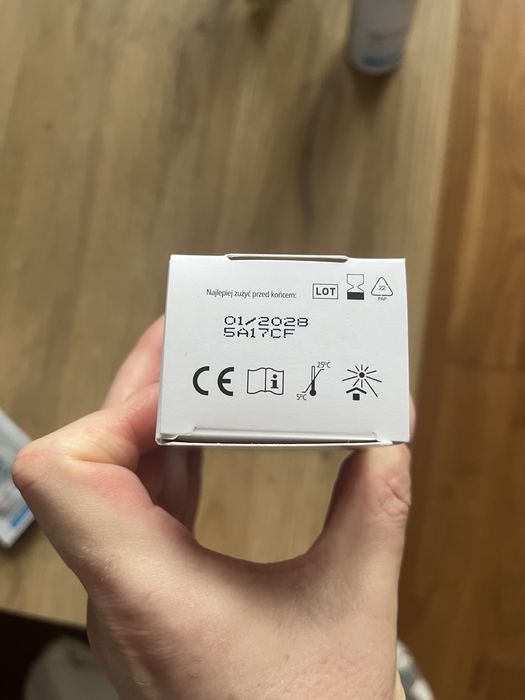 Najlepiej zużyć przed końcem:
LOT
22
PAP
01/2028
5A17CF
CE
i
25°C
5°C